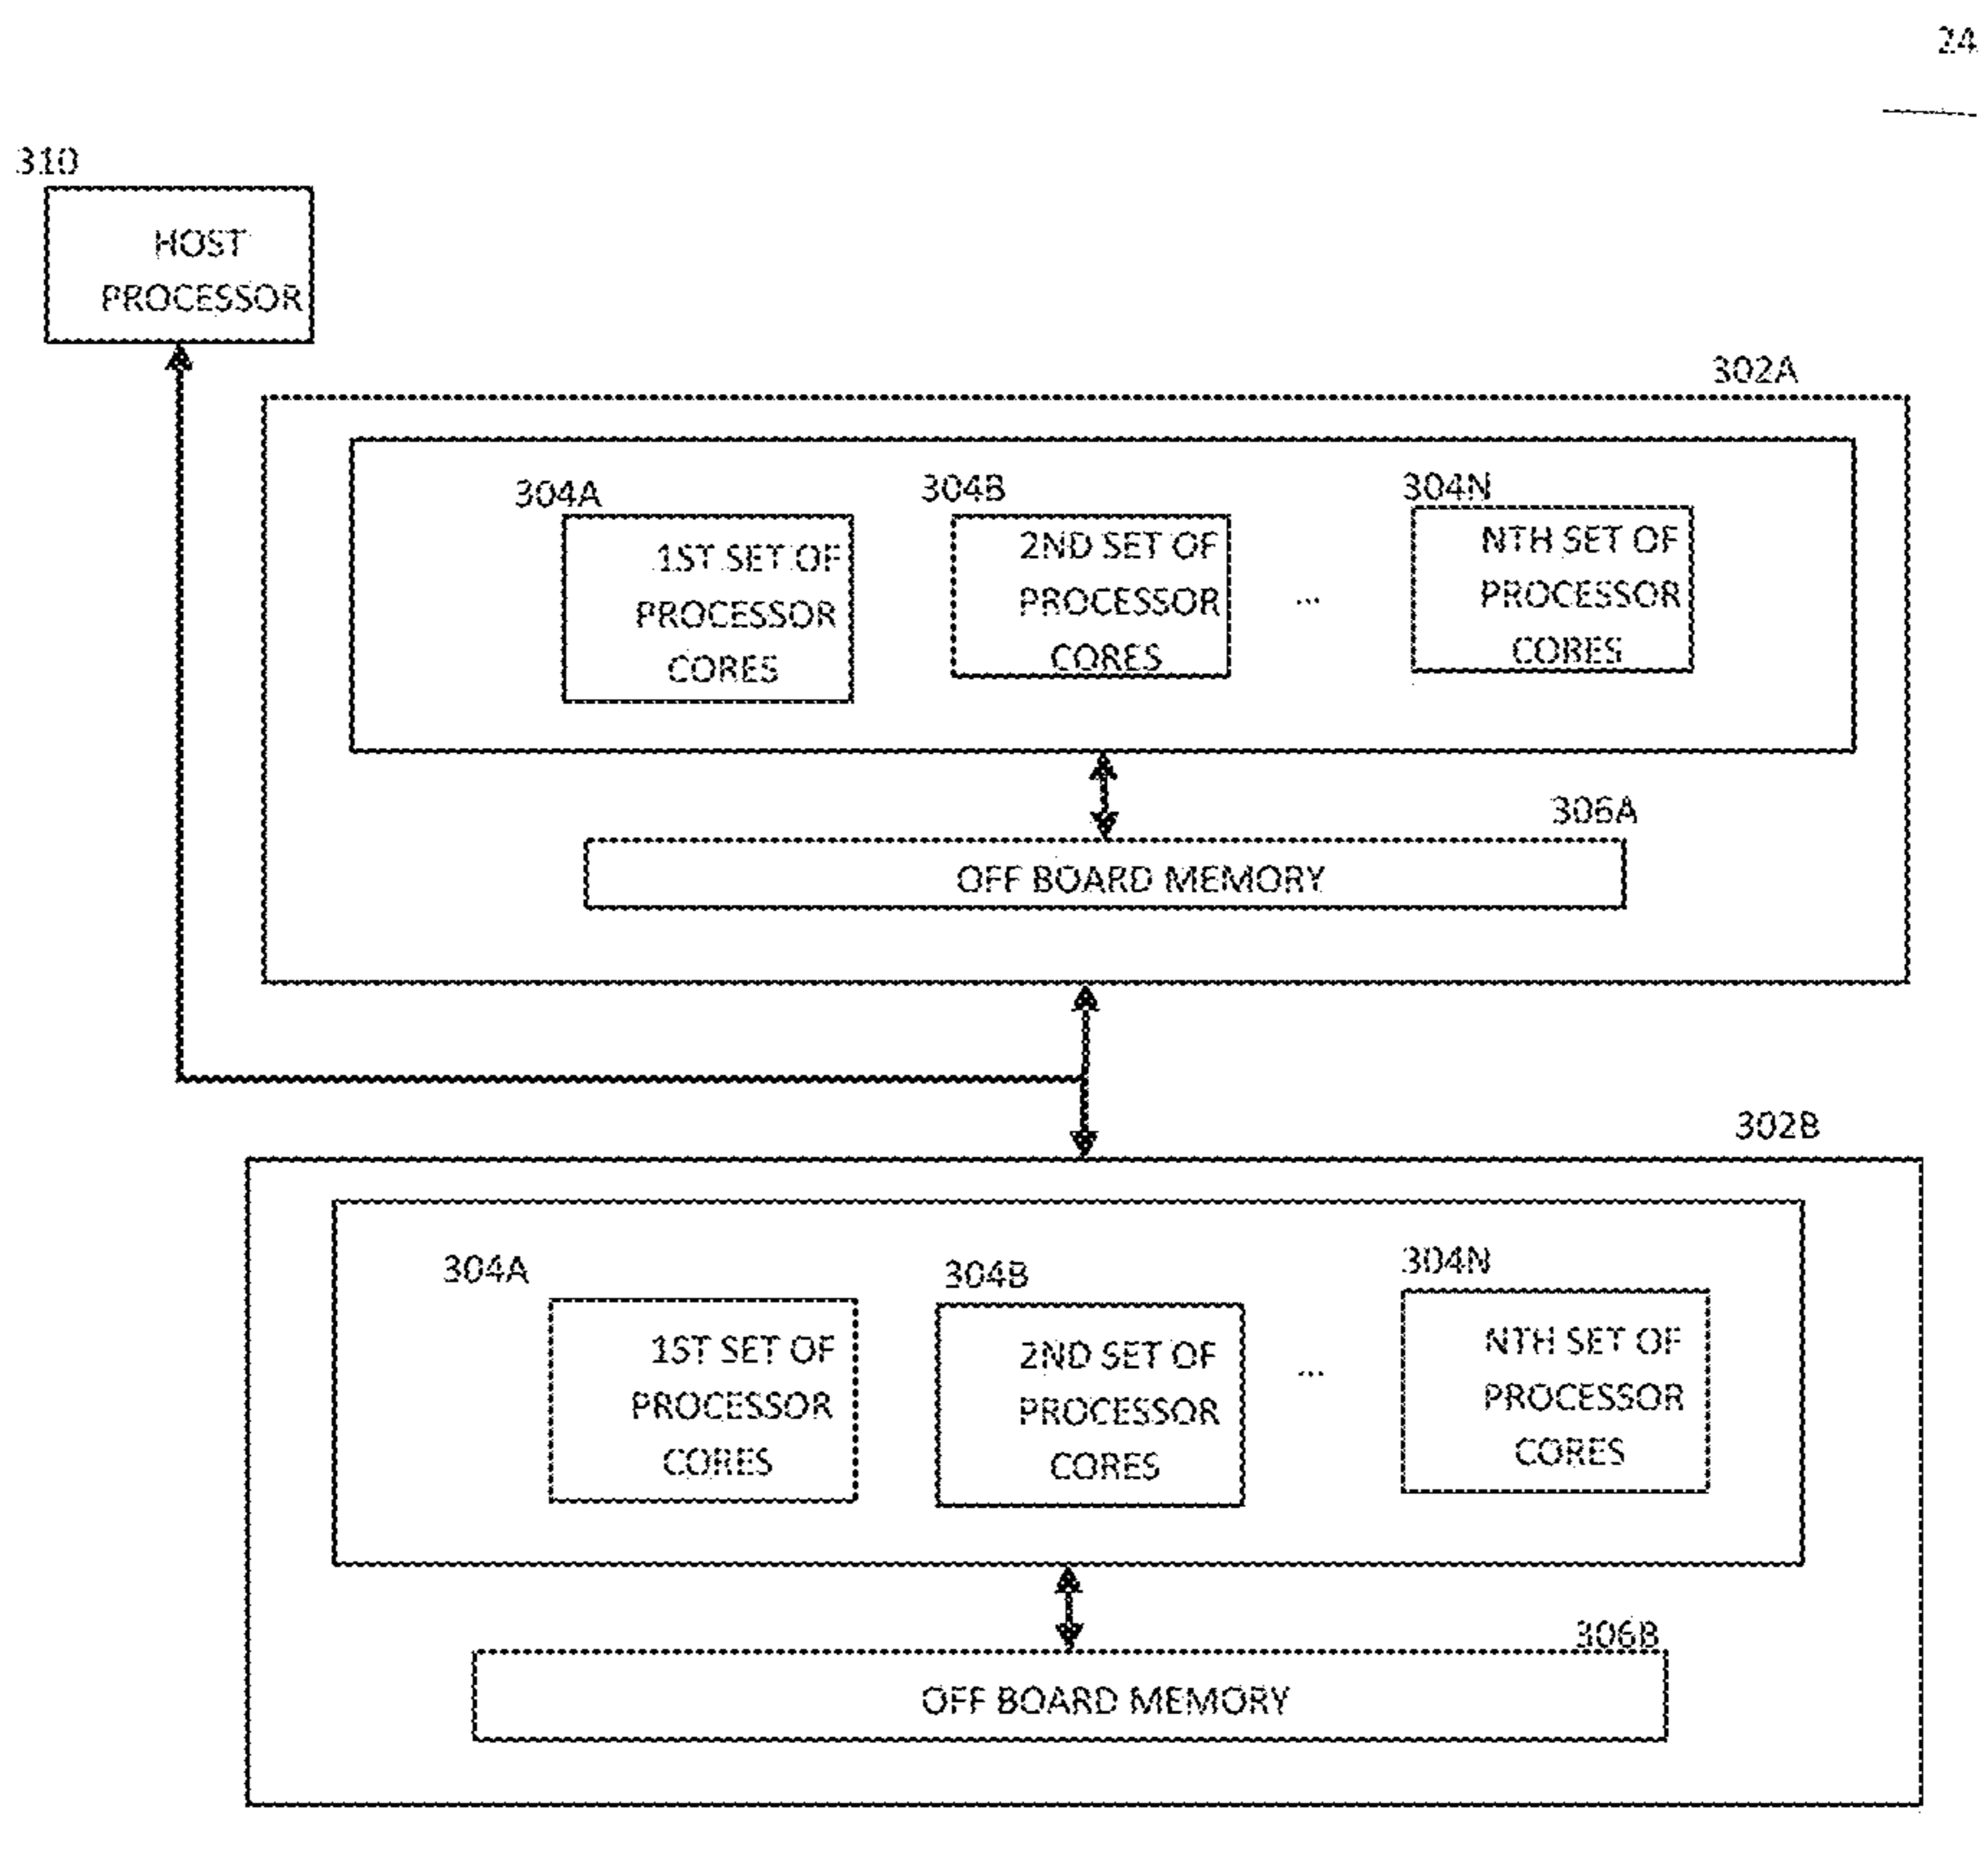 24
310
HOST
PROCESSOR
302A
304A
304B
304N
1ST SET OF
PROCESSOR
CORES
2ND SET OF
PROCESSOR
CORES
...
NTH SET OF
PROCESSOR
CORES
306A
OFF BOARD MEMORY
302B
304A
304B
304N
1ST SET OF
PROCESSOR
CORES
2ND SET OF
PROCESSOR
CORES
...
NTH SET OF
PROCESSOR
CORES
306B
OFF BOARD MEMORY